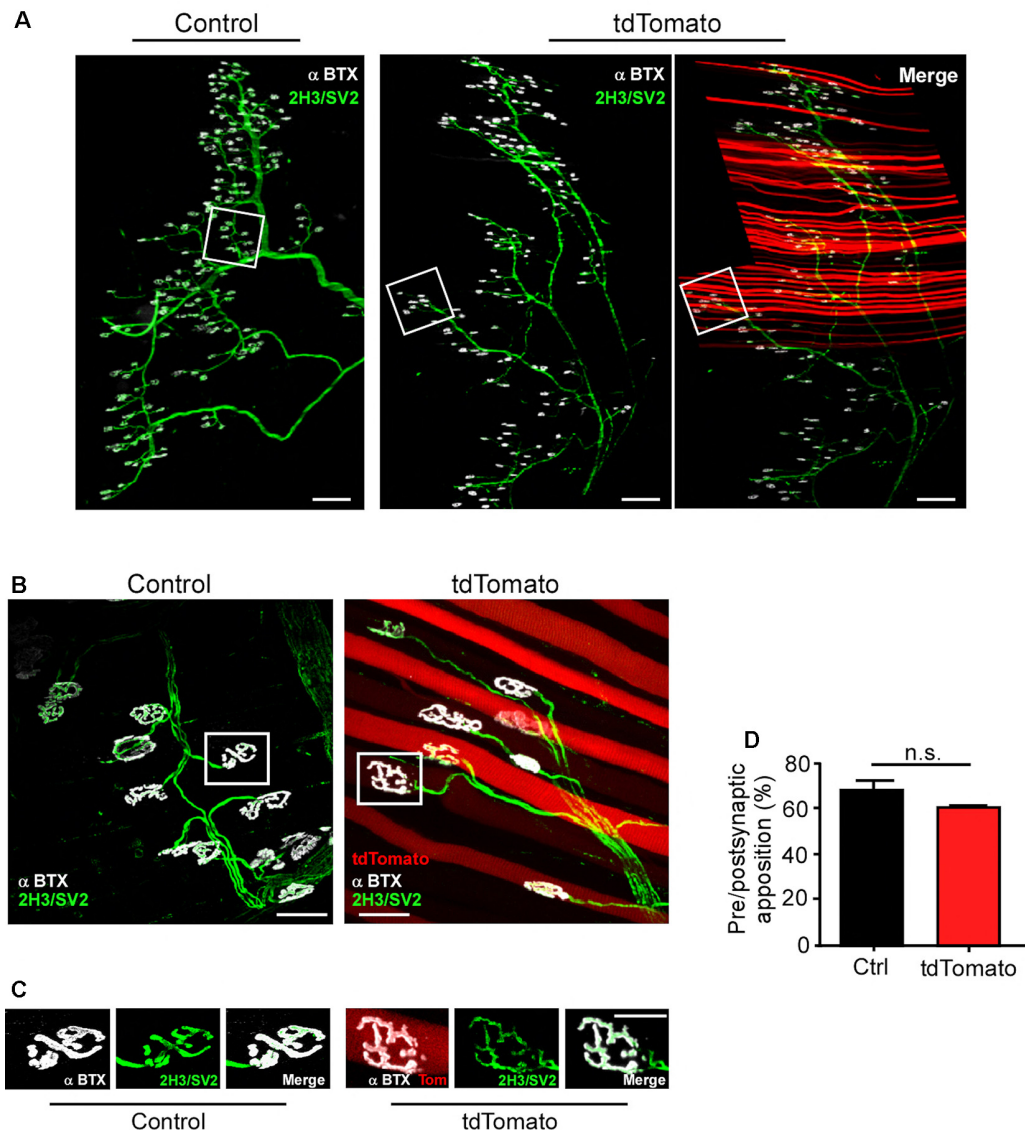 A
Control
tdTomato
α BTX
2H3/SV2
α BTX
2H3/SV2
Merge
B
Control
tdTomato
α BTX
2H3/SV2
tdTomato
α BTX
2H3/SV2
D
n.s.
Pre/postsynaptic
apposition (%)
80
60
40
20
0
Ctrl
tdTomato
C
α BTX
2H3/SV2
Merge
α BTX Tom
2H3/SV2
Merge
Control
tdTomato